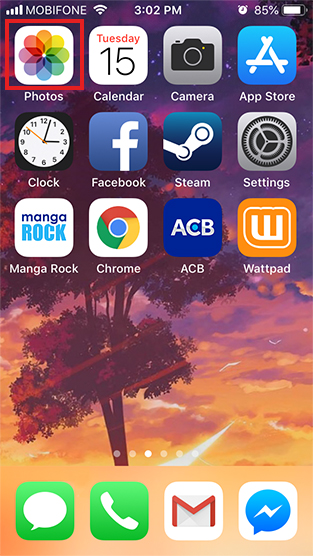 MOBIFONE 3:02 PM 85%
Tuesday
15
Photos Calendar Camera App Store
Clock Facebook Steam Settings
manga
ROCK
ACB
Manga Rock Chrome ACB Wattpad